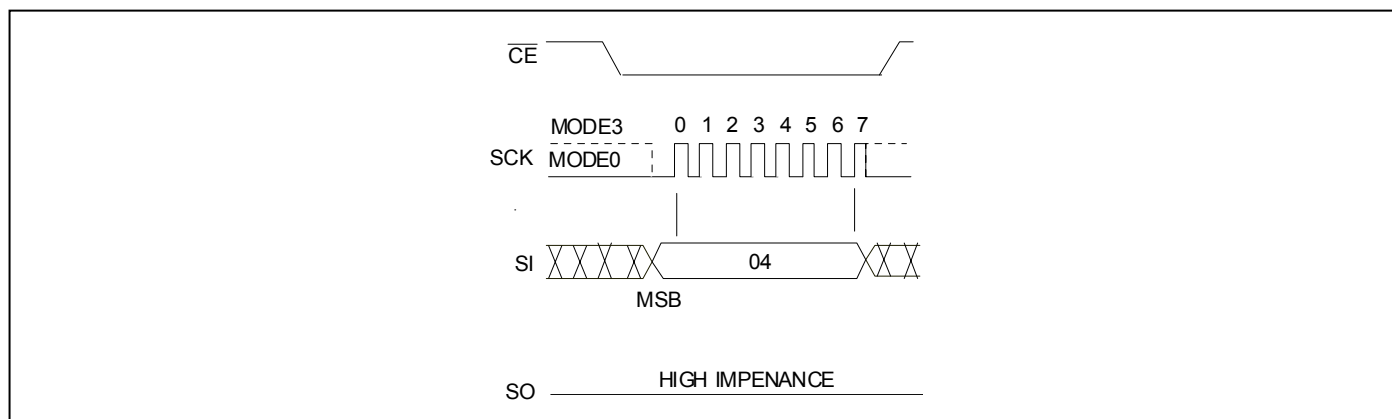 CE
MODE3 0 1 2 3 4 5 6 7
SCK MODE0
SI 04
MSB
HIGH IMPENANCE
SO